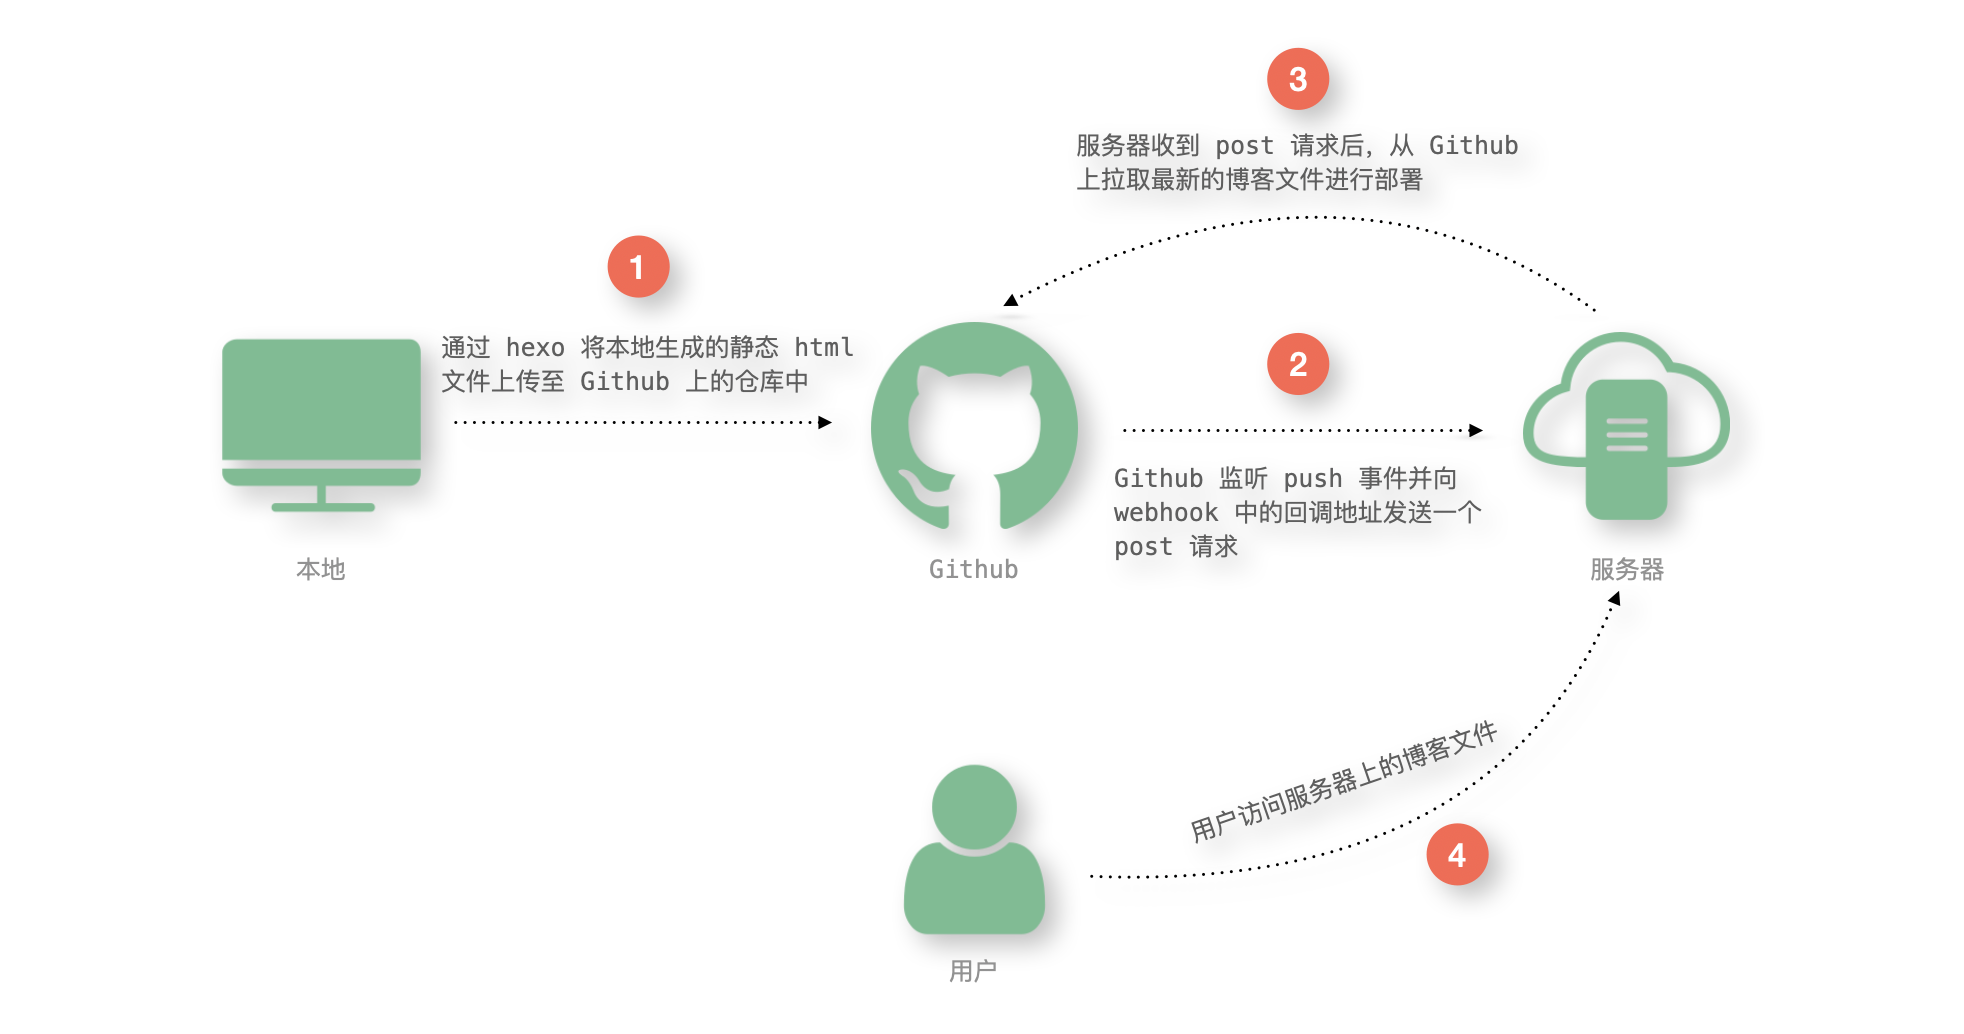 3
服务器收到 post 请求后，从 Github
上拉取最新的博客文件进行部署
1
通过 hexo 将本地生成的静态 html
文件上传至 Github 上的仓库中
2
Github 监听 push 事件并向
webhook 中的回调地址发送一个
post 请求
本地
Github
服务器
用户访问服务器上的博客文件
4
用户